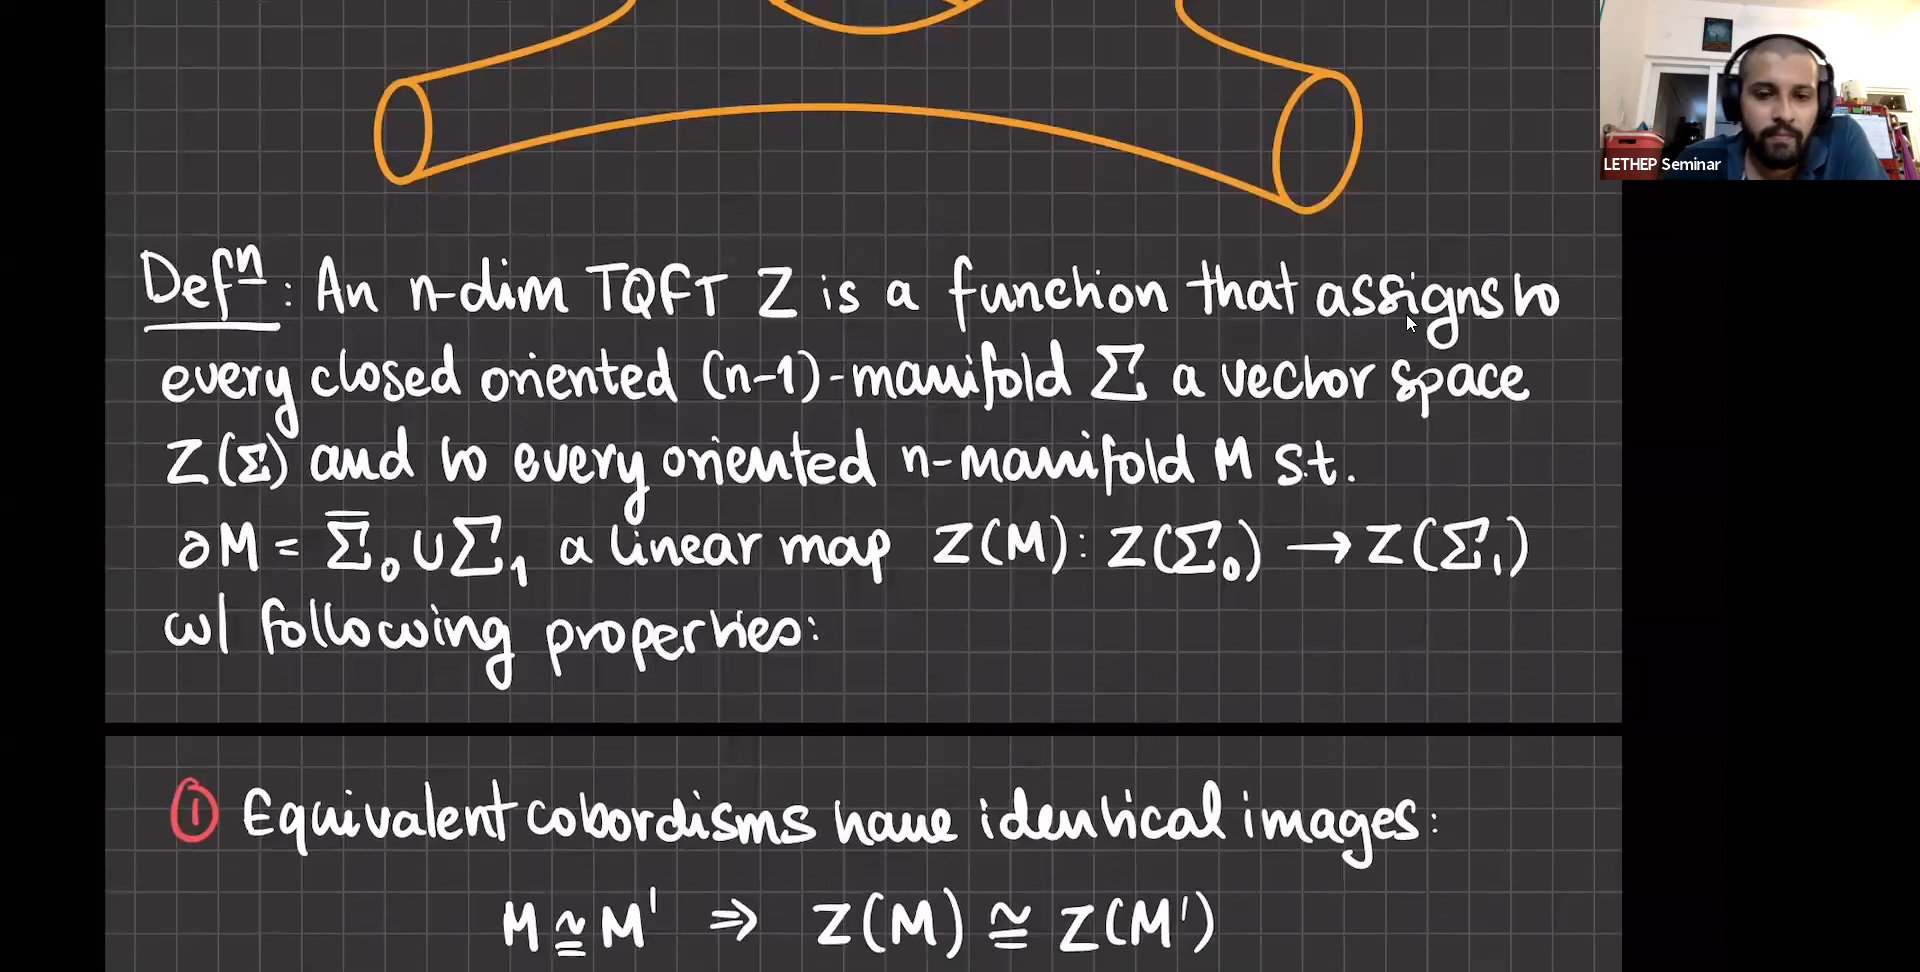 LETHEP Seminar
Defⁿ: An n-dim TQFT Z is a function that assigns to
every closed oriented (n-1)-manifold Σ a vector space
Z(Σ) and to every oriented n-manifold M s.t.
∂M = Σ̅₀ ∪ Σ₁ a linear map Z(M): Z(Σ₀) → Z(Σ₁)
w/ following properties:
① Equivalent cobordisms have identical images:
M ≅ M' ⇒ Z(M) ≅ Z(M')